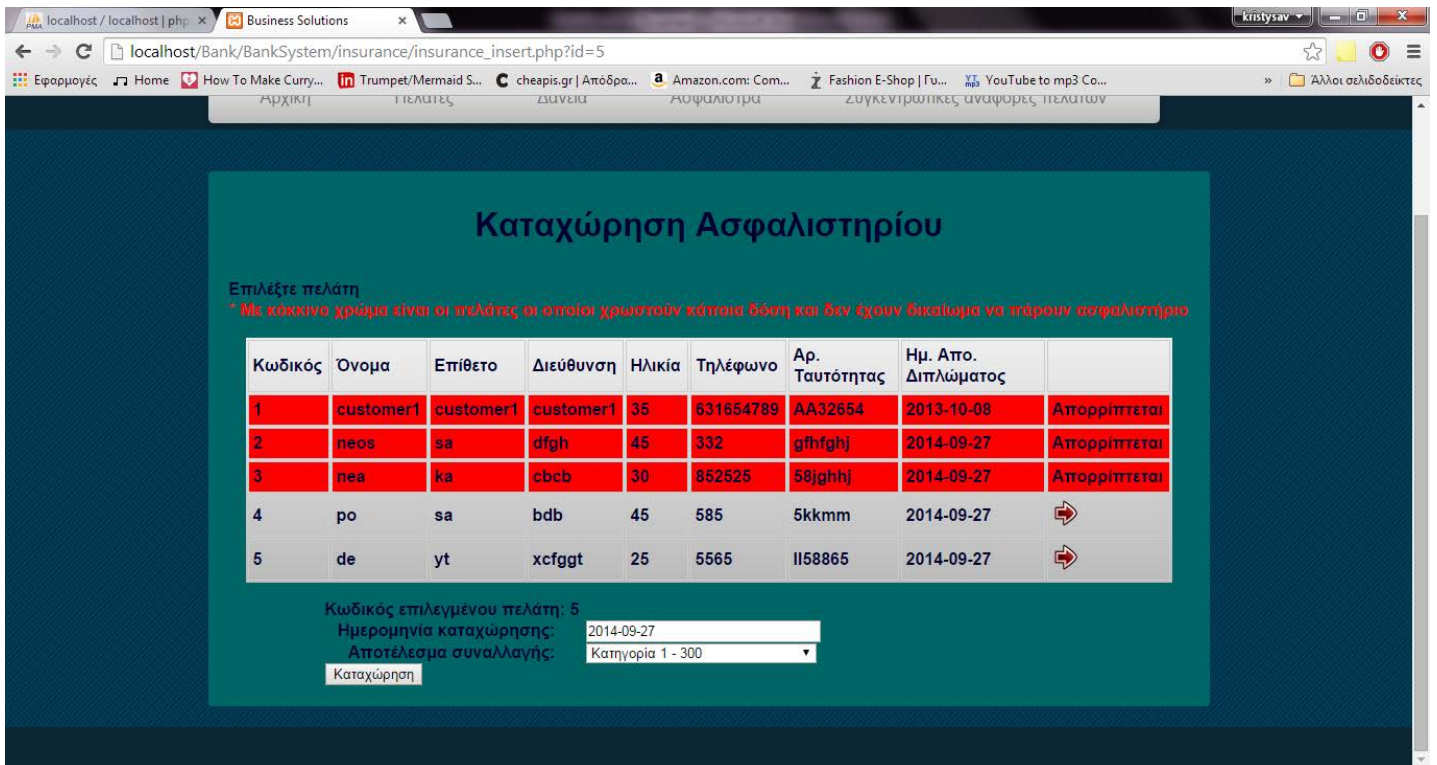 localhost / localhost | php
Business Solutions
kristysav
localhost/Bank/BankSystem/insurance/insurance_insert.php?id=5
Εφαρμογές Home How To Make Curry... Trumpet/Mermaid S... cheapis.gr | Απόδρα... Amazon.com: Com... Fashion E-Shop | Γυ... YouTube to mp3 Co... » Άλλοι σελιδοδείκτες
Αρχική Πελάτες Δάνεια Ασφάλιστρα Συγκεντρωτικές αναφορές πελατών
Καταχώρηση Ασφαλιστηρίου
Επιλέξτε πελάτη
* Με κόκκινο χρώμα είναι οι πελάτες οι οποίοι χρωστούν κάποια δόση και δεν έχουν δικαίωμα να πάρουν ασφαλιστήριο
Κωδικός Όνομα Επίθετο Διεύθυνση Ηλικία Τηλέφωνο Αρ. Ταυτότητας Ημ. Απο. Διπλώματος
1 customer1 customer1 customer1 35 631654789 AA32654 2013-10-08 Απορρίπτεται
2 neos sa dfgh 45 332 gfhfghj 2014-09-27 Απορρίπτεται
3 nea ka cbcb 30 852525 58jghhj 2014-09-27 Απορρίπτεται
4 po sa bdb 45 585 5kkmm 2014-09-27
5 de yt xcfggt 25 5565 II58865 2014-09-27
Κωδικός επιλεγμένου πελάτη: 5
Ημερομηνία καταχώρησης: 2014-09-27
Αποτέλεσμα συναλλαγής: Κατηγορία 1 - 300
Καταχώρηση